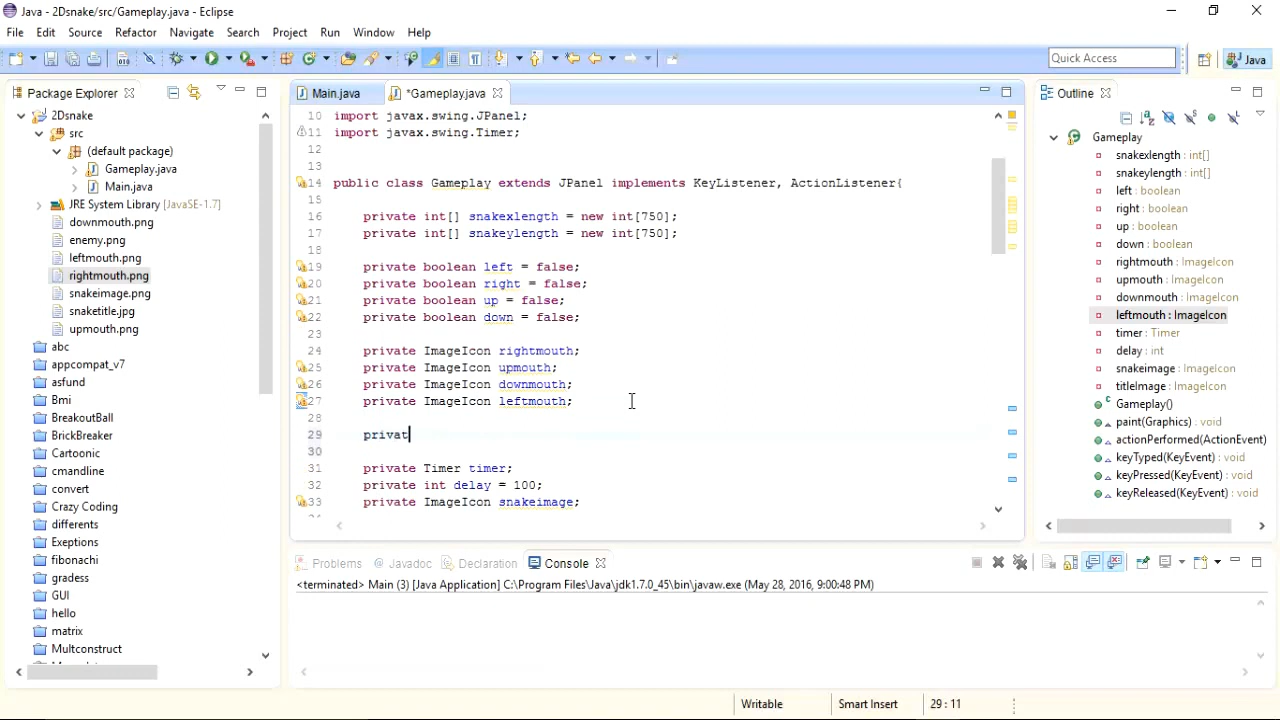 Java - 2Dsnake/src/Gameplay.java - Eclipse
File Edit Source Refactor Navigate Search Project Run Window Help
Quick Access
Java
Package Explorer
2Dsnake
src
(default package)
Gameplay.java
Main.java
JRE System Library [JavaSE-1.7]
downmouth.png
enemy.png
leftmouth.png
rightmouth.png
snakeimage.png
snaketitle.jpg
upmouth.png
abc
appcompat_v7
asfund
Bmi
BreakoutBall
BrickBreaker
Cartoonic
cmandline
convert
Crazy Coding
differents
Exeptions
fibonachi
gradess
GUI
hello
matrix
Multconstruct
Main.java *Gameplay.java
10 import javax.swing.JPanel;
11 import javax.swing.Timer;
12
13
14 public class Gameplay extends JPanel implements KeyListener, ActionListener{
15
16 private int[] snakexlength = new int[750];
17 private int[] snakeylength = new int[750];
18
19 private boolean left = false;
20 private boolean right = false;
21 private boolean up = false;
22 private boolean down = false;
23
24 private ImageIcon rightmouth;
25 private ImageIcon upmouth;
26 private ImageIcon downmouth;
27 private ImageIcon leftmouth;
28
29 privat
30
31 private Timer timer;
32 private int delay = 100;
33 private ImageIcon snakeimage;
Outline
Gameplay
snakexlength : int[]
snakeylength : int[]
left : boolean
right : boolean
up : boolean
down : boolean
rightmouth : ImageIcon
upmouth : ImageIcon
downmouth : ImageIcon
leftmouth : ImageIcon
timer : Timer
delay : int
snakeimage : ImageIcon
titleImage : ImageIcon
Gameplay()
paint(Graphics) : void
actionPerformed(ActionEvent)
keyTyped(KeyEvent) : void
keyPressed(KeyEvent) : void
keyReleased(KeyEvent) : void
Problems @ Javadoc Declaration Console
<terminated> Main (3) [Java Application] C:\Program Files\Java\jdk1.7.0_45\bin\javaw.exe (May 28, 2016, 9:00:48 PM)
Writable Smart Insert 29 : 11